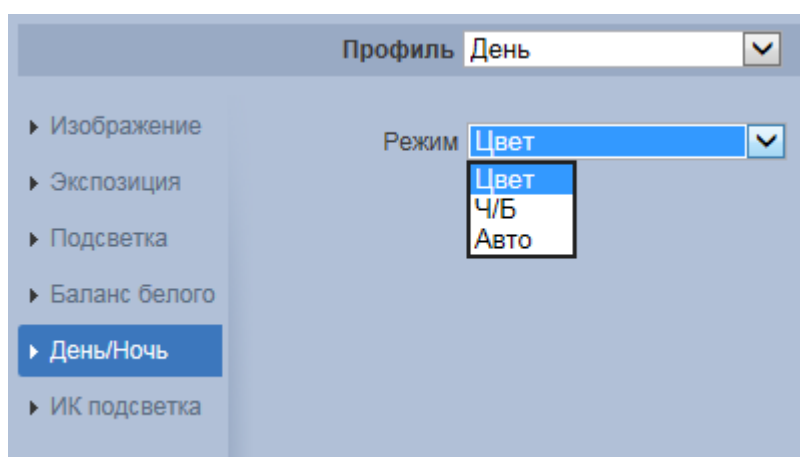 Профиль День
Изображение
Режим Цвет
Экспозиция
Цвет
Ч/Б
Подсветка
Авто
Баланс белого
День/Ночь
ИК подсветка